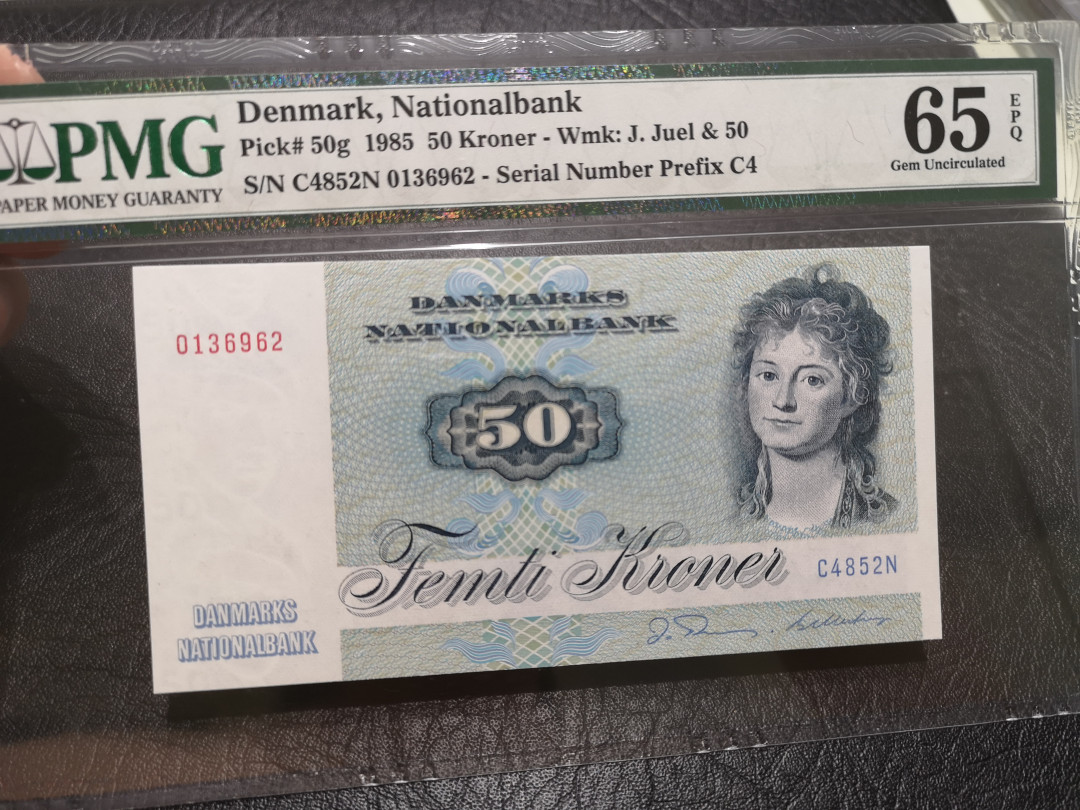 PMG
PAPER MONEY GUARANTY
Denmark, Nationalbank
Pick# 50g 1985 50 Kroner - Wmk: J. Juel & 50
S/N C4852N 0136962 - Serial Number Prefix C4
65
EPQ
Gem Uncirculated
0136962
DANMARKS
NATIONALBANK
50
Femti Kroner
C4852N
DANMARKS
NATIONALBANK